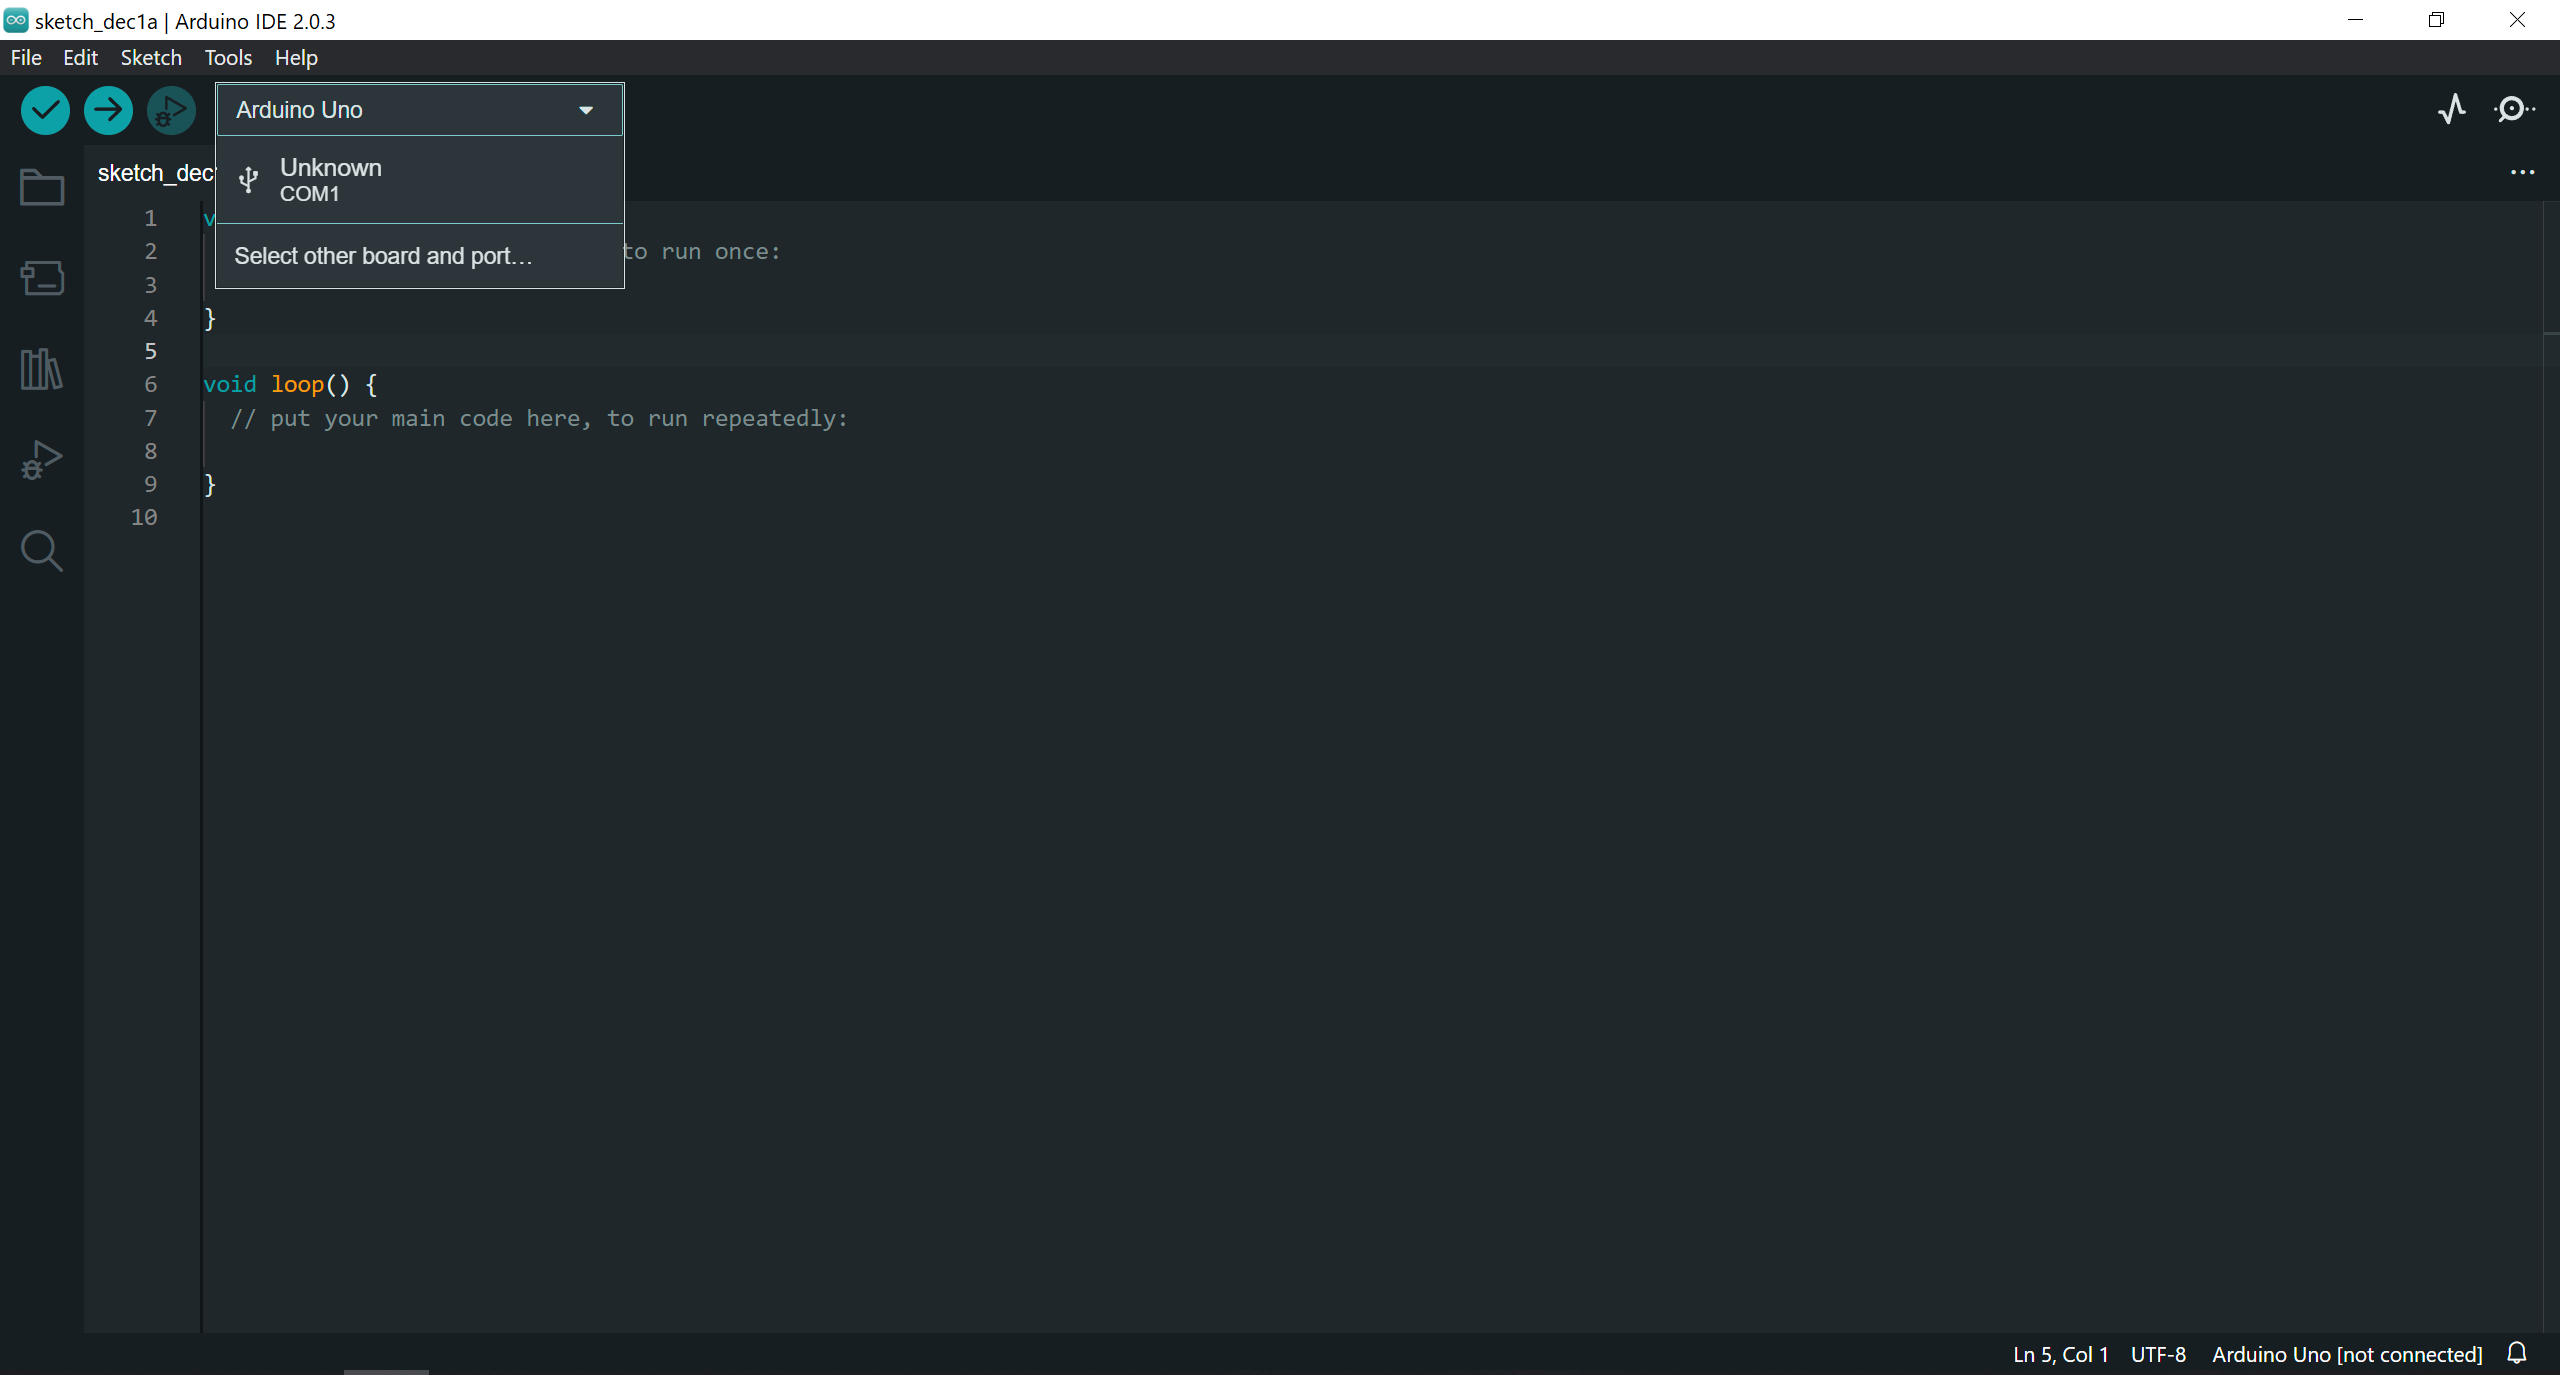 sketch_dec1a | Arduino IDE 2.0.3
File Edit Sketch Tools Help
Arduino Uno
Unknown
COM1
Select other board and port...
sketch_dec
1 v
2 to run once:
3
4 }
5
6 void loop() {
7 // put your main code here, to run repeatedly:
8
9 }
10
Ln 5, Col 1 UTF-8 Arduino Uno [not connected]